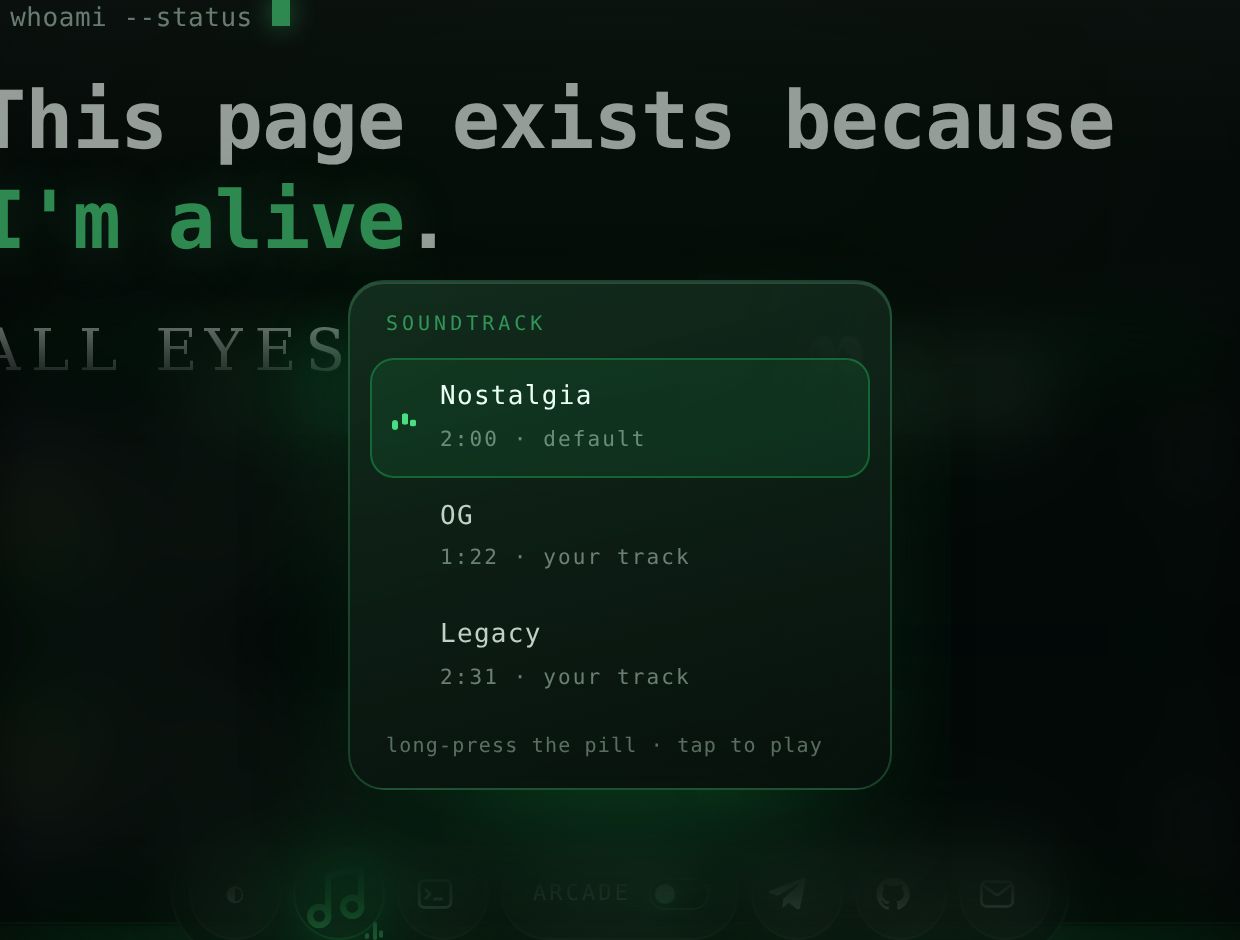 whoami --status
This page exists because
I'm alive.
ALL EYES
SOUNDTRACK
Nostalgia
2:00 · default
OG
1:22 · your track
Legacy
2:31 · your track
long-press the pill · tap to play
ARCADE